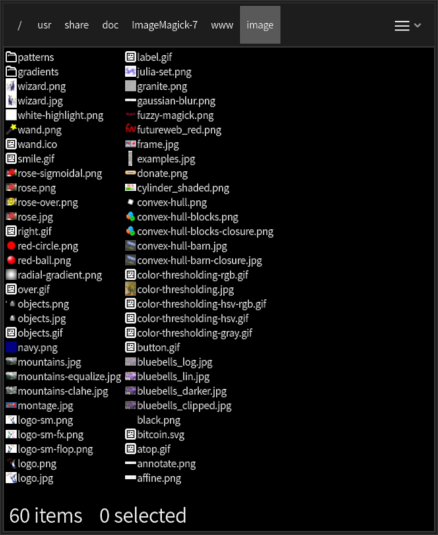 / usr share doc ImageMagick-7 www image
patterns
gradients
wizard.png
wizard.jpg
white-highlight.png
wand.png
wand.ico
smile.gif
rose-sigmoidal.png
rose.png
rose-over.png
rose.jpg
right.gif
red-circle.png
red-ball.png
radial-gradient.png
over.gif
objects.png
objects.jpg
objects.gif
navy.png
mountains.jpg
mountains-equalize.jpg
mountains-clahe.jpg
montage.jpg
logo-sm.png
logo-sm-fx.png
logo-sm-flop.png
logo.png
logo.jpg
label.gif
julia-set.png
granite.png
gaussian-blur.png
fuzzy-magick.png
futureweb_red.png
frame.jpg
examples.jpg
donate.png
cylinder_shaded.png
convex-hull.png
convex-hull-blocks.png
convex-hull-blocks-closure.png
convex-hull-barn.jpg
convex-hull-barn-closure.jpg
color-thresholding-rgb.gif
color-thresholding.jpg
color-thresholding-hsv-rgb.gif
color-thresholding-hsv.gif
color-thresholding-gray.gif
button.gif
bluebells_log.jpg
bluebells_lin.jpg
bluebells_darker.jpg
bluebells_clipped.jpg
black.png
bitcoin.svg
atop.gif
annotate.png
affine.png
60 items 0 selected